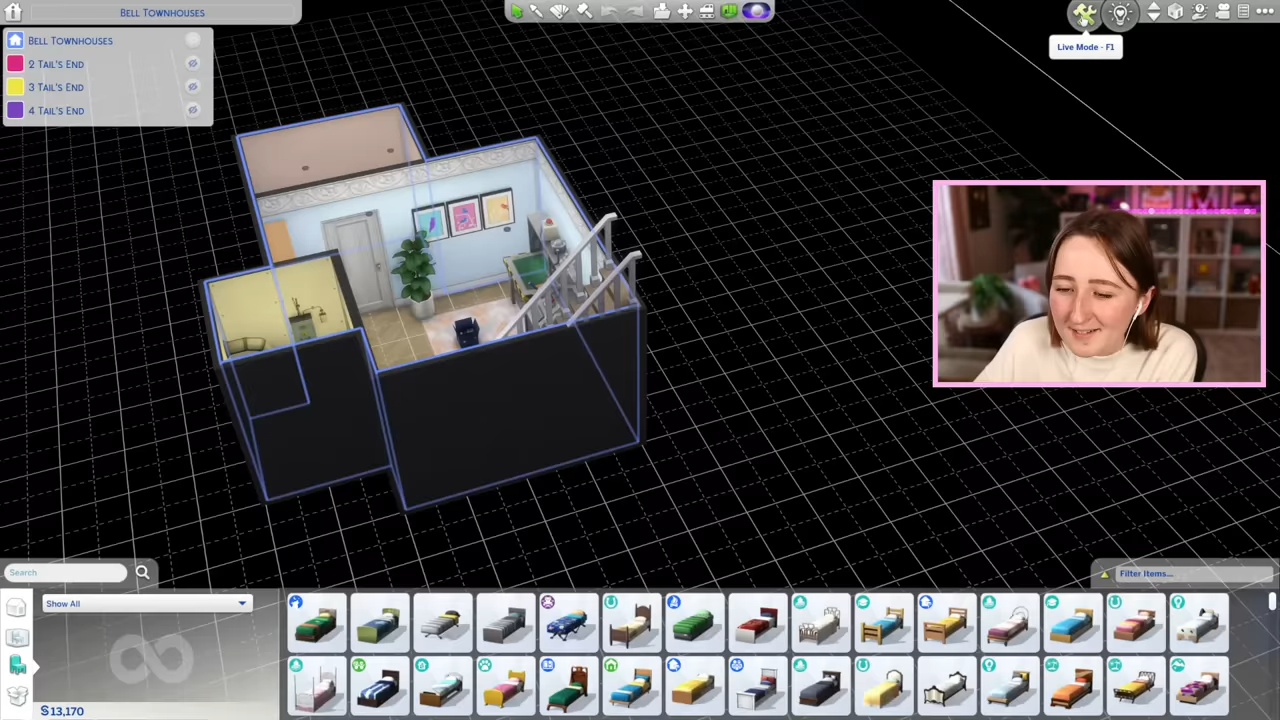 Bell Townhouses
Bell Townhouses
2 Tail's End
3 Tail's End
4 Tail's End
Live Mode - F1
Search
Filter Items...
Show All
§13,170